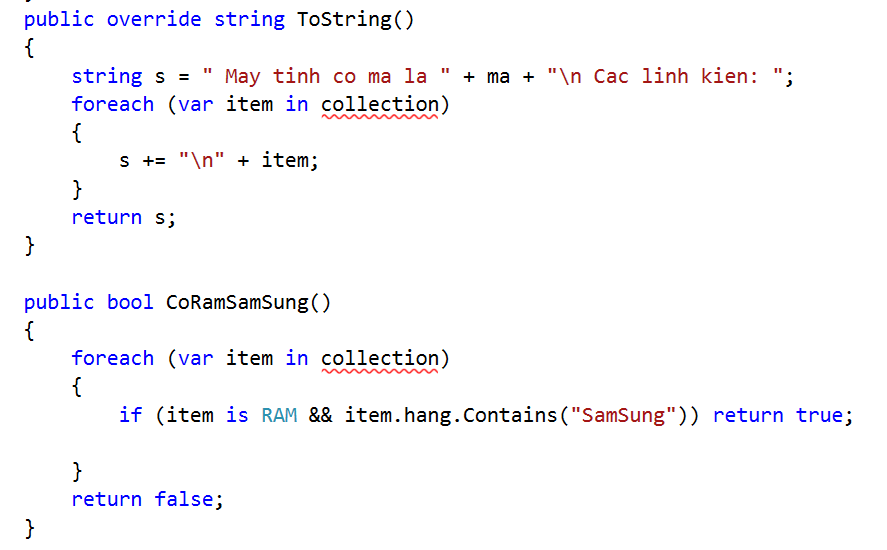 public override string ToString()
{
    string s = " May tinh co ma la " + ma + "\n Cac linh kien: ";
    foreach (var item in collection)
    {
        s += "\n" + item;
    }
    return s;
}

public bool CoRamSamSung()
{
    foreach (var item in collection)
    {
        if (item is RAM && item.hang.Contains("SamSung")) return true;

    }
    return false;
}